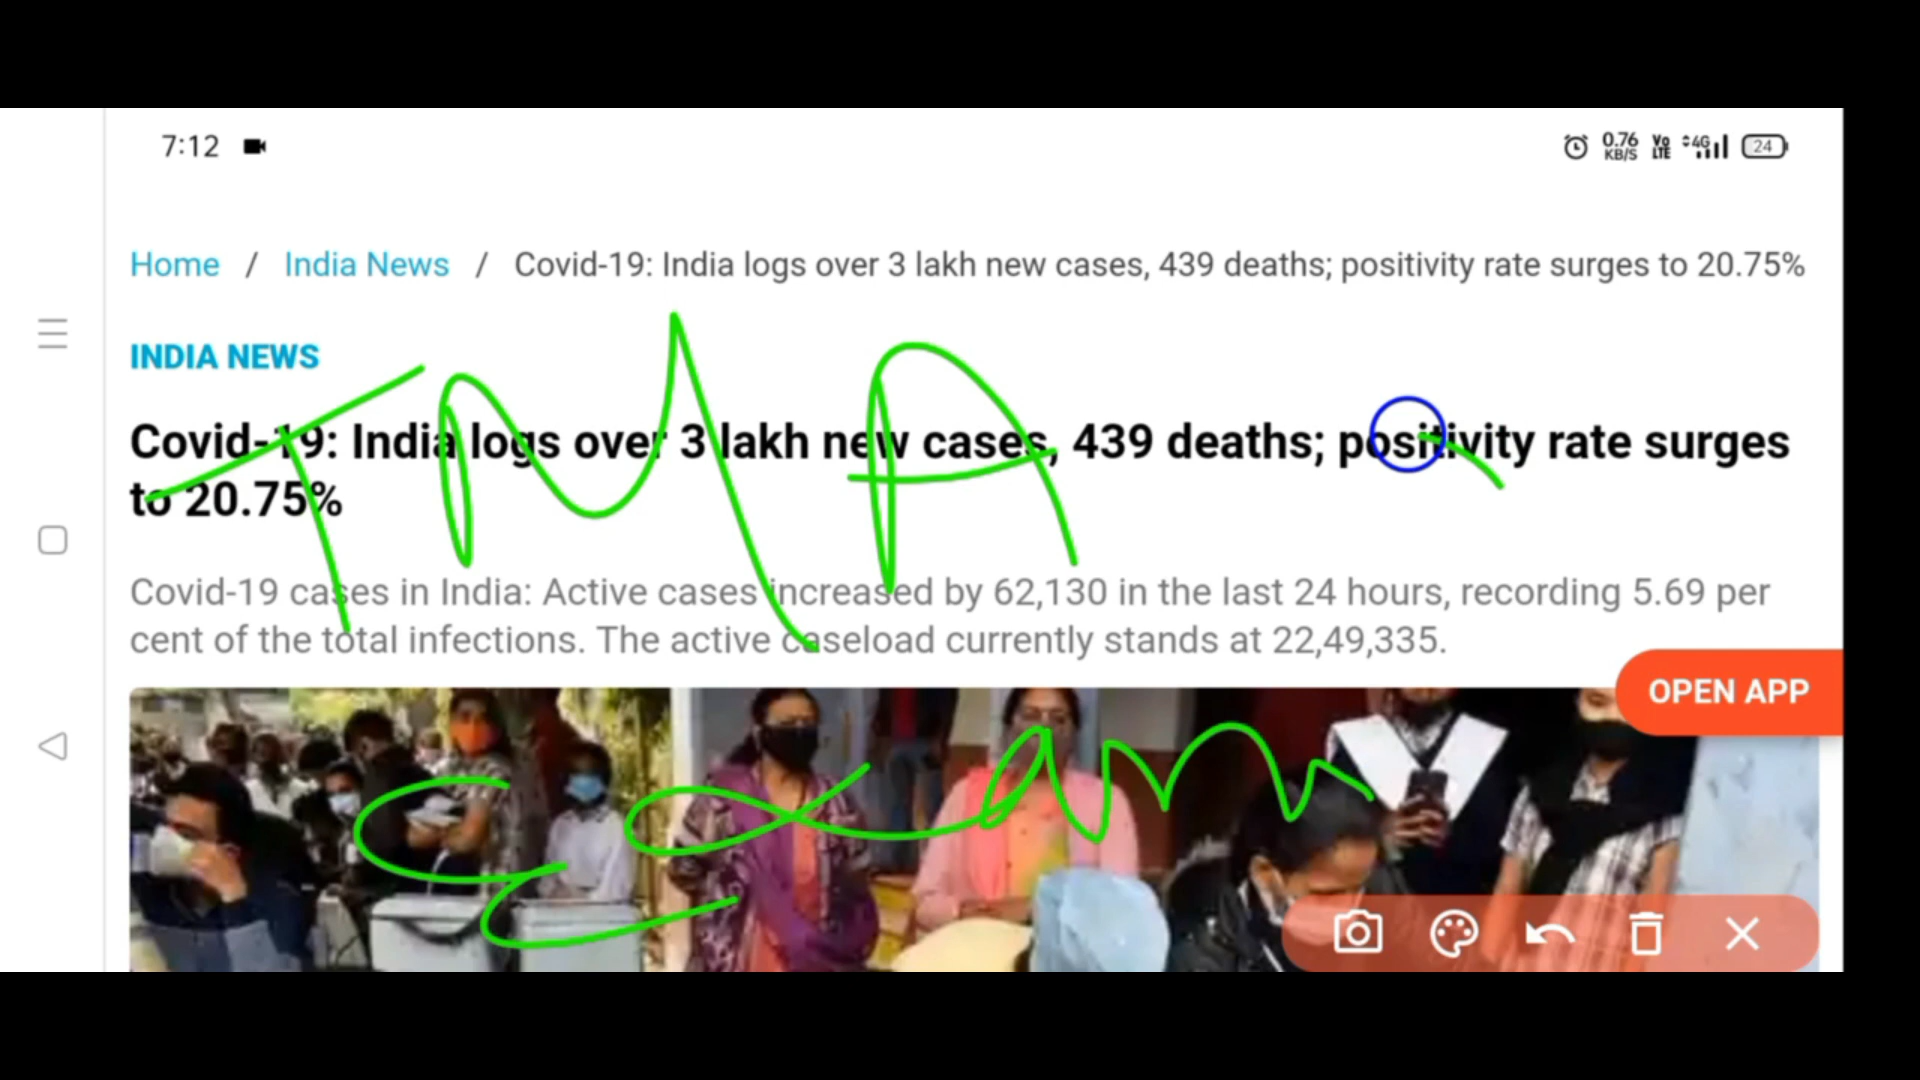 7:12 0.76 KB/S Vo LTE 4G 24
Home / India News / Covid-19: India logs over 3 lakh new cases, 439 deaths; positivity rate surges to 20.75%
INDIA NEWS
Covid-19: India logs over 3 lakh new cases, 439 deaths; positivity rate surges
to 20.75%
TMA
Covid-19 cases in India: Active cases increased by 62,130 in the last 24 hours, recording 5.69 per
cent of the total infections. The active caseload currently stands at 22,49,335.
OPEN APP
Exam